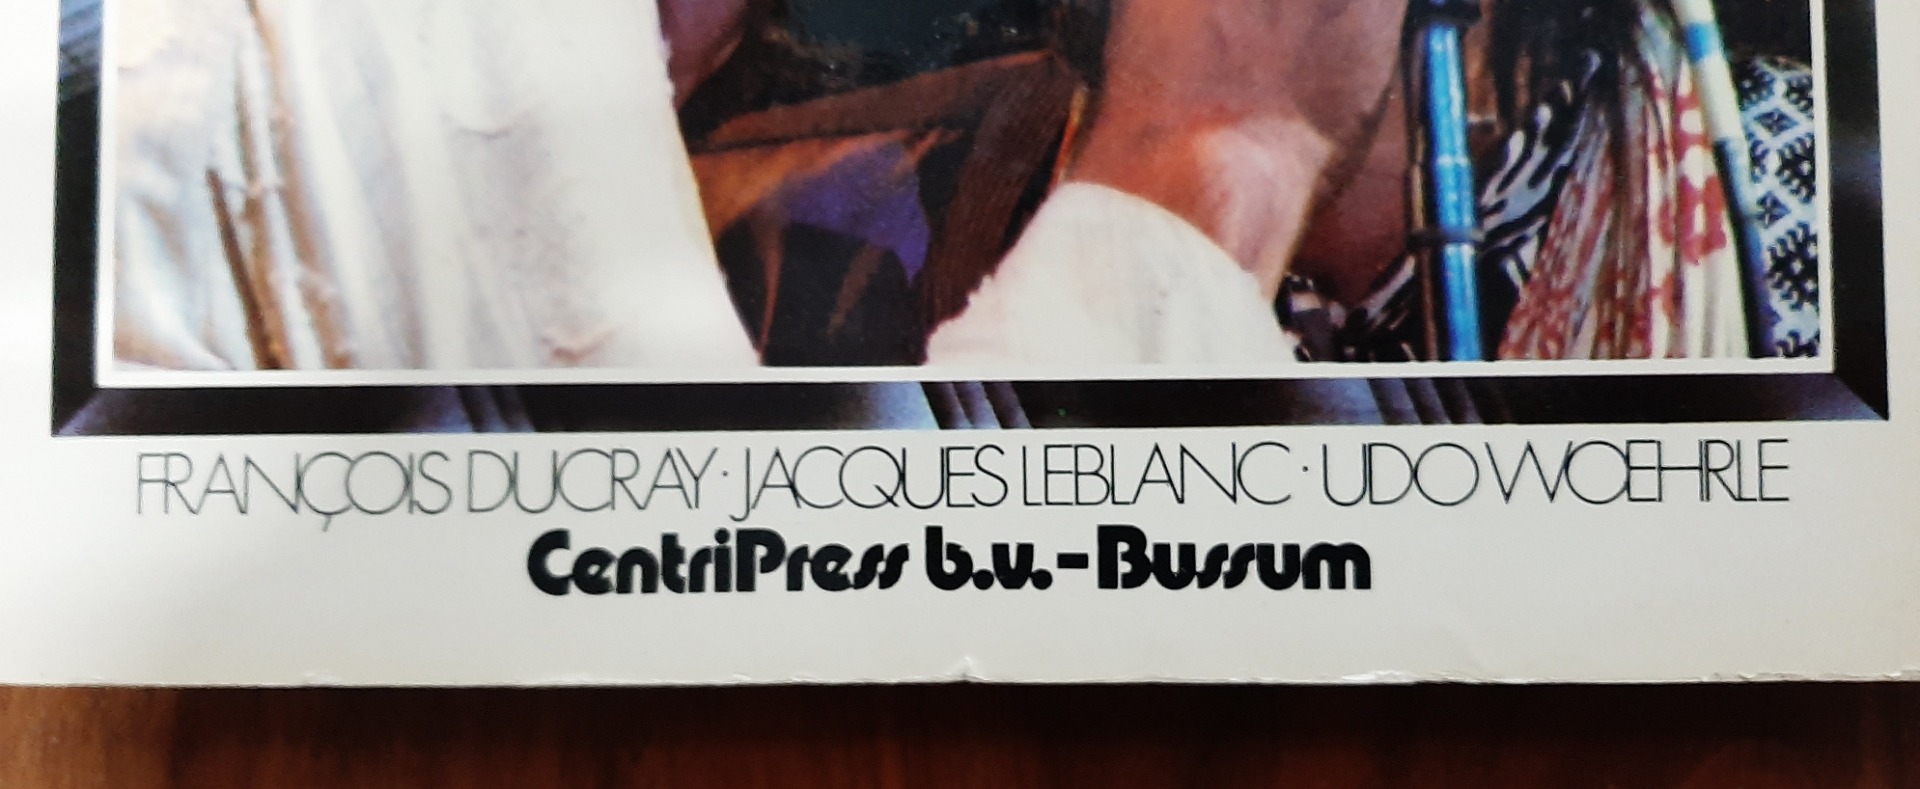 FRANÇOIS DUCRAY · JACQUES LEBLANC · UDO WOEHRLE
CentriPress b.v. - Bussum